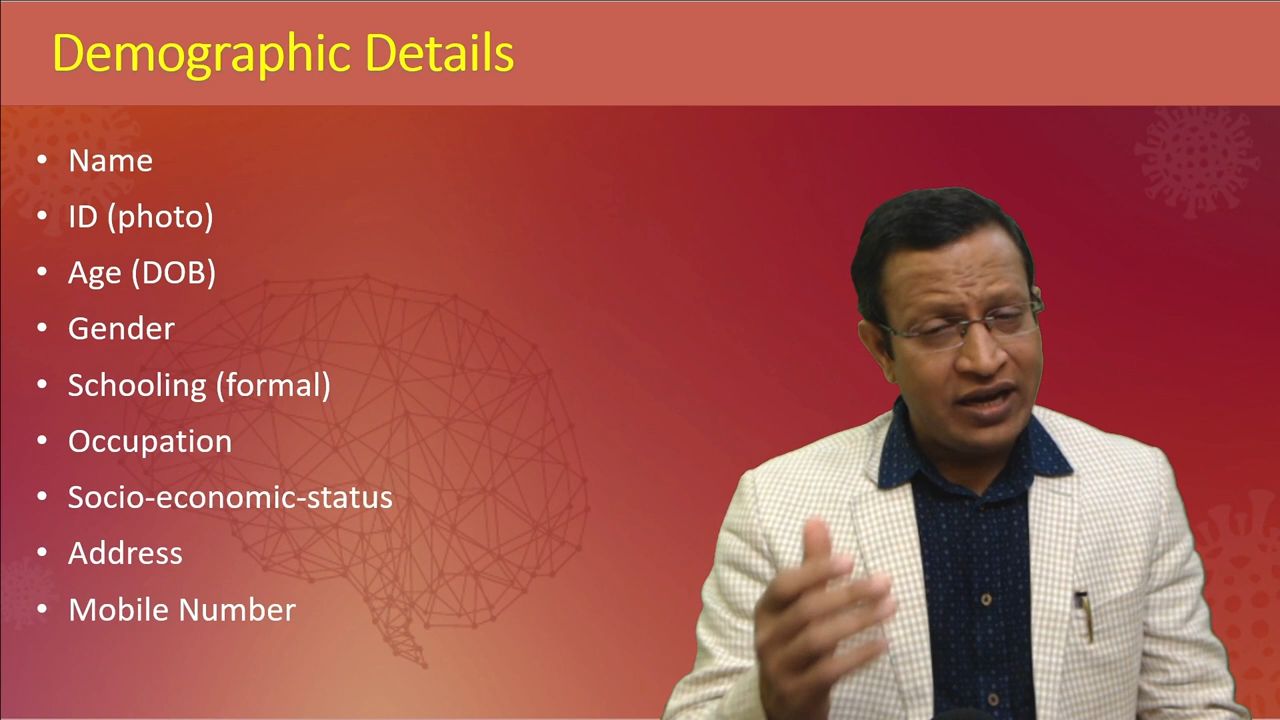 Demographic Details
• Name
• ID (photo)
• Age (DOB)
• Gender
• Schooling (formal)
• Occupation
• Socio-economic-status
• Address
• Mobile Number